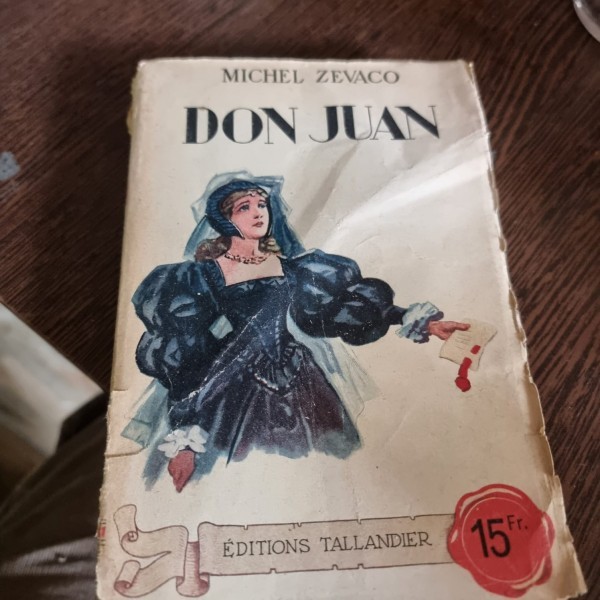 MICHEL ZEVACO
DON JUAN
ÉDITIONS TALLANDIER
15 Fr.